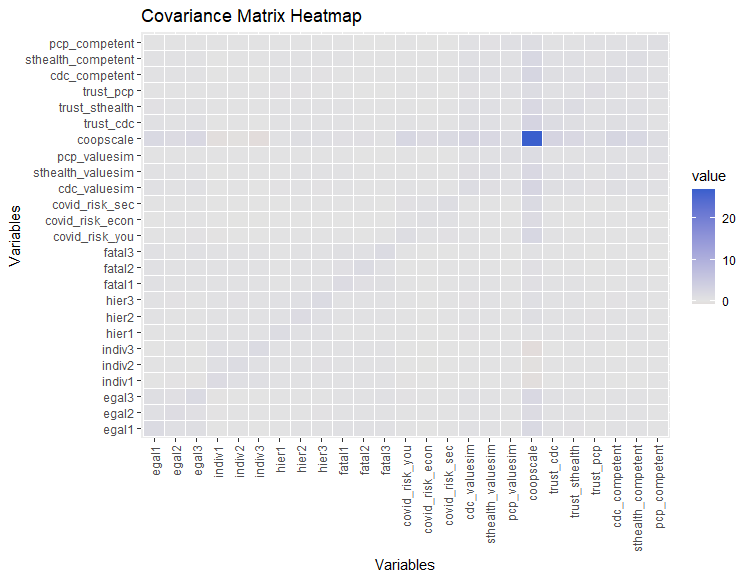 Covariance Matrix Heatmap
Variables
pcp_competent
sthealth_competent
cdc_competent
trust_pcp
trust_sthealth
trust_cdc
coopscale
pcp_valuesim
sthealth_valuesim
cdc_valuesim
covid_risk_sec
covid_risk_econ
covid_risk_you
fatal3
fatal2
fatal1
hier3
hier2
hier1
indiv3
indiv2
indiv1
egal3
egal2
egal1
egal1
egal2
egal3
indiv1
indiv2
indiv3
hier1
hier2
hier3
fatal1
fatal2
fatal3
covid_risk_you
covid_risk_econ
covid_risk_sec
cdc_valuesim
sthealth_valuesim
pcp_valuesim
coopscale
trust_cdc
trust_sthealth
trust_pcp
cdc_competent
sthealth_competent
pcp_competent
Variables
value
20
10
0